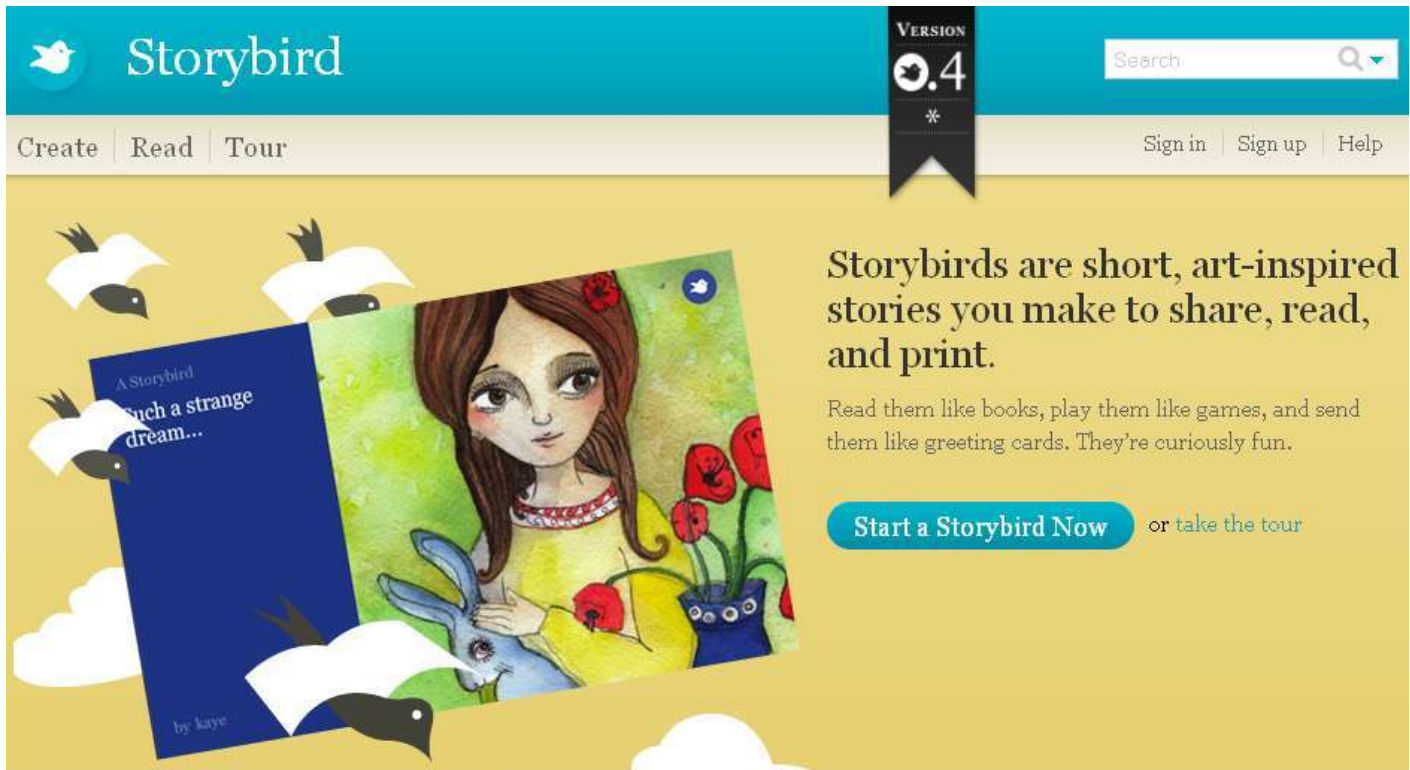 Storybird
VERSION
0.4
*
Search
Create Read Tour
Sign in Sign up Help
Storybirds are short, art-inspired
stories you make to share, read,
and print.
Read them like books, play them like games, and send
them like greeting cards. They're curiously fun.
Start a Storybird Now or take the tour
A Storybird
Such a strange
dream...
by kaye